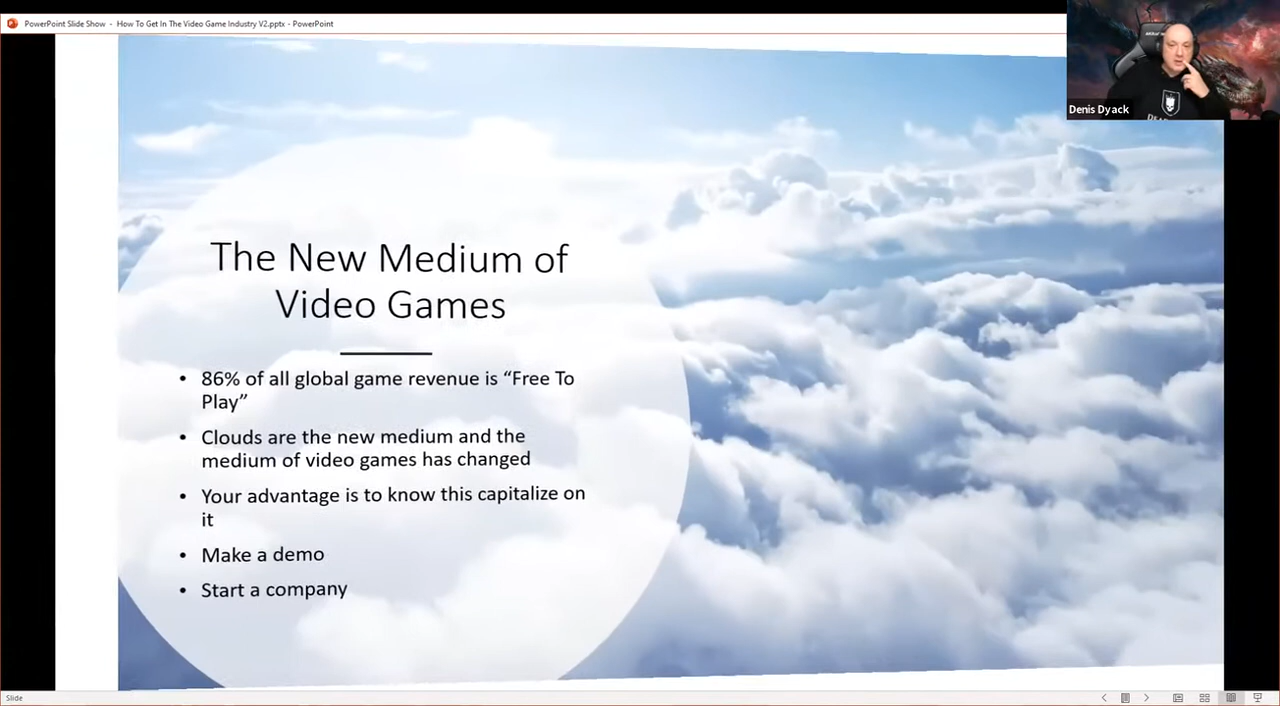 PowerPoint Slide Show - How To Get In The Video Game Industry V2.pptx - PowerPoint
Denis Dyack
The New Medium of
Video Games
• 86% of all global game revenue is “Free To
Play”
• Clouds are the new medium and the
medium of video games has changed
• Your advantage is to know this capitalize on
it
• Make a demo
• Start a company
Slide